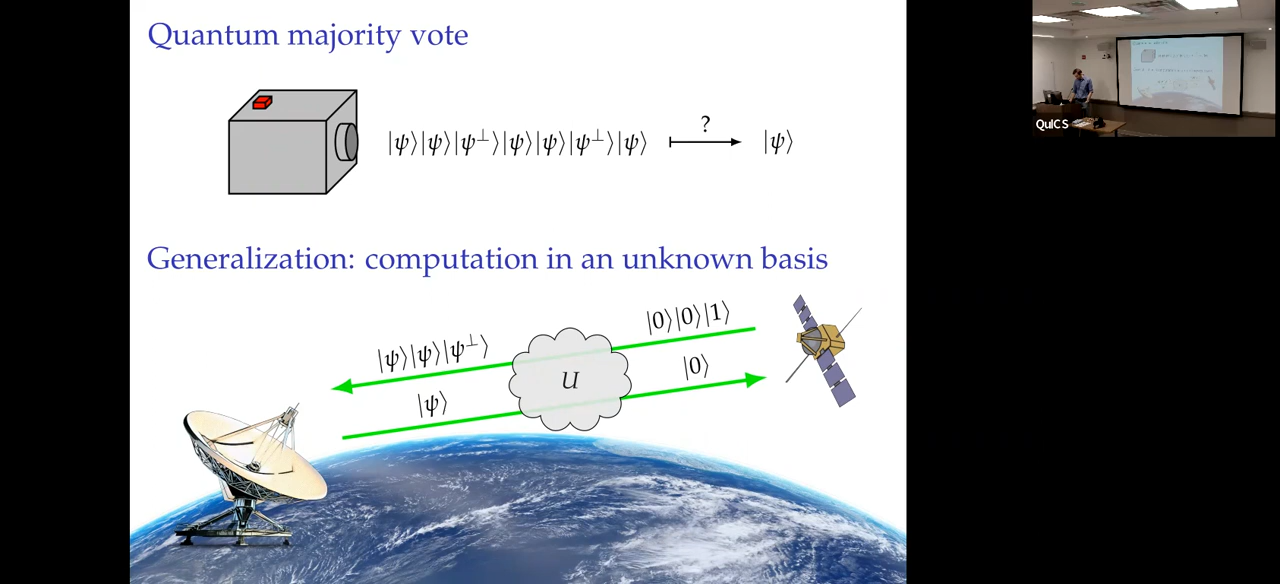 Quantum majority vote
|ψ⟩|ψ⟩|ψ⊥⟩|ψ⟩|ψ⟩|ψ⊥⟩|ψ⟩ ⟼ ? |ψ⟩
QuICS
Generalization: computation in an unknown basis
|0⟩|0⟩|1⟩
|ψ⟩|ψ⟩|ψ⊥⟩
U
|0⟩
|ψ⟩